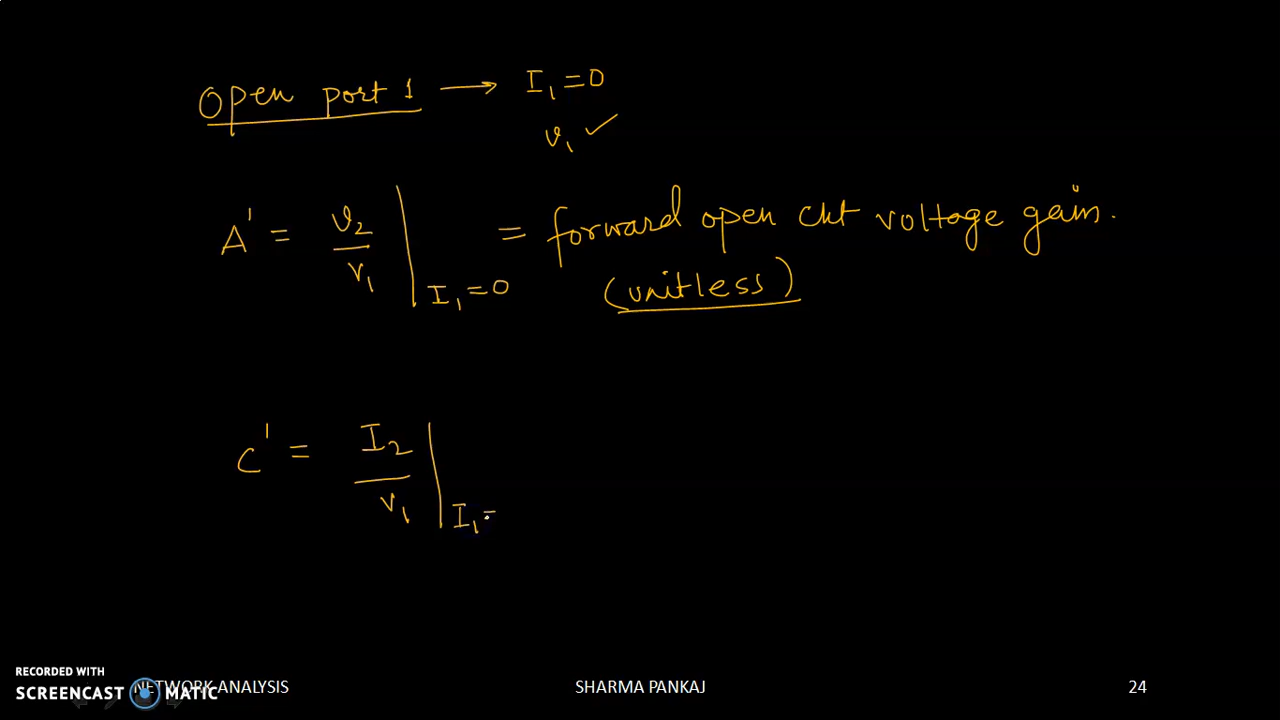 Open port 1 → I₁ = 0
V₁ ✓
A' = V₂/V₁ | I₁ = 0 = forward open ckt voltage gain.
(unitless)
C' = I₂/V₁ | I₁ =
RECORDED WITH
SCREENCAST MATIC
NETWORK ANALYSIS
SHARMA PANKAJ
24